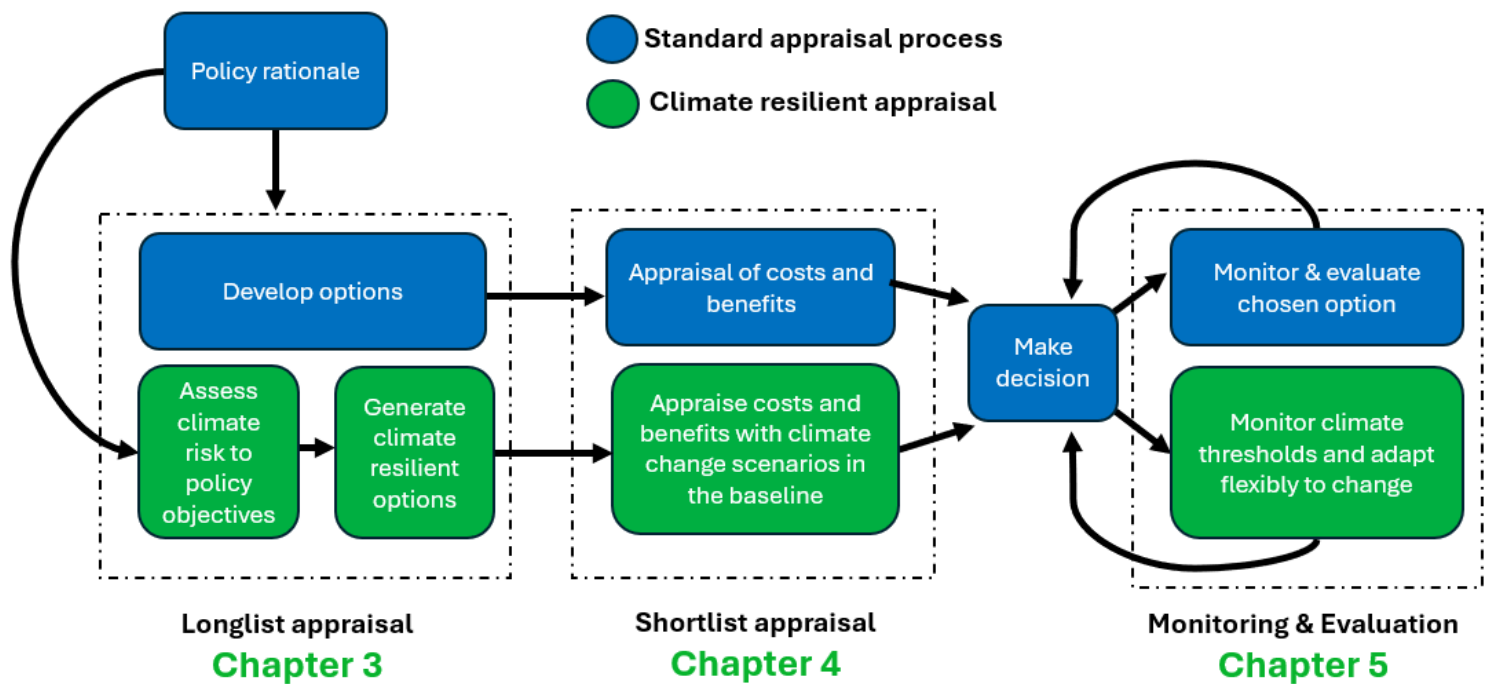 Policy rationale
Standard appraisal process
Climate resilient appraisal
Develop options
Assess
climate
risk to
policy
objectives
Generate
climate
resilient
options
Longlist appraisal
Chapter 3
Appraisal of costs and
benefits
Appraise costs and
benefits with climate
change scenarios in
the baseline
Shortlist appraisal
Chapter 4
Make
decision
Monitor & evaluate
chosen option
Monitor climate
thresholds and adapt
flexibly to change
Monitoring & Evaluation
Chapter 5